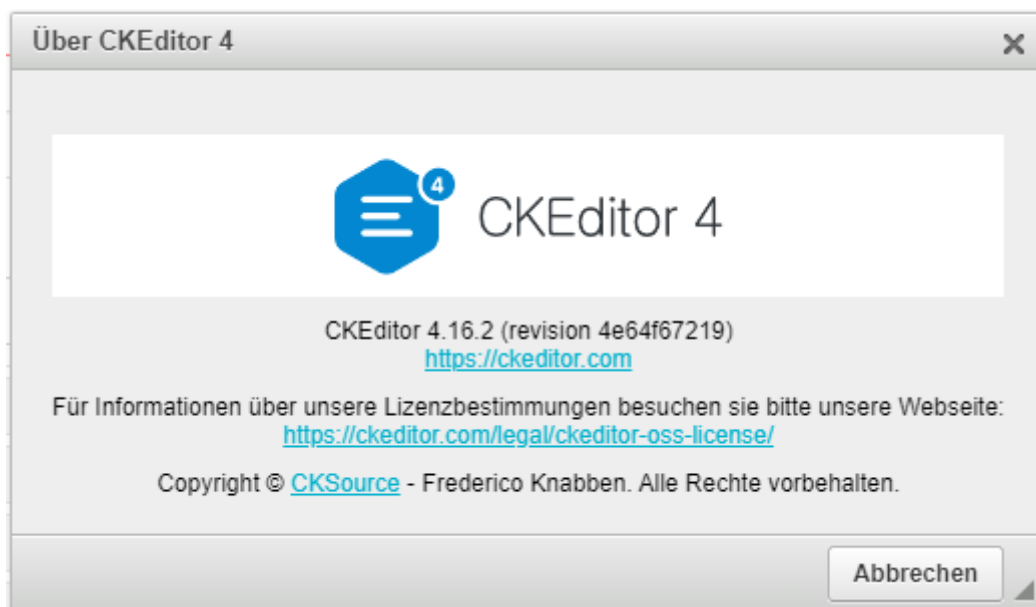 Über CKEditor 4
4
CKEditor 4
CKEditor 4.16.2 (revision 4e64f67219)
https://ckeditor.com
Für Informationen über unsere Lizenzbestimmungen besuchen sie bitte unsere Webseite:
https://ckeditor.com/legal/ckeditor-oss-license/
Copyright © CKSource - Frederico Knabben. Alle Rechte vorbehalten.
Abbrechen